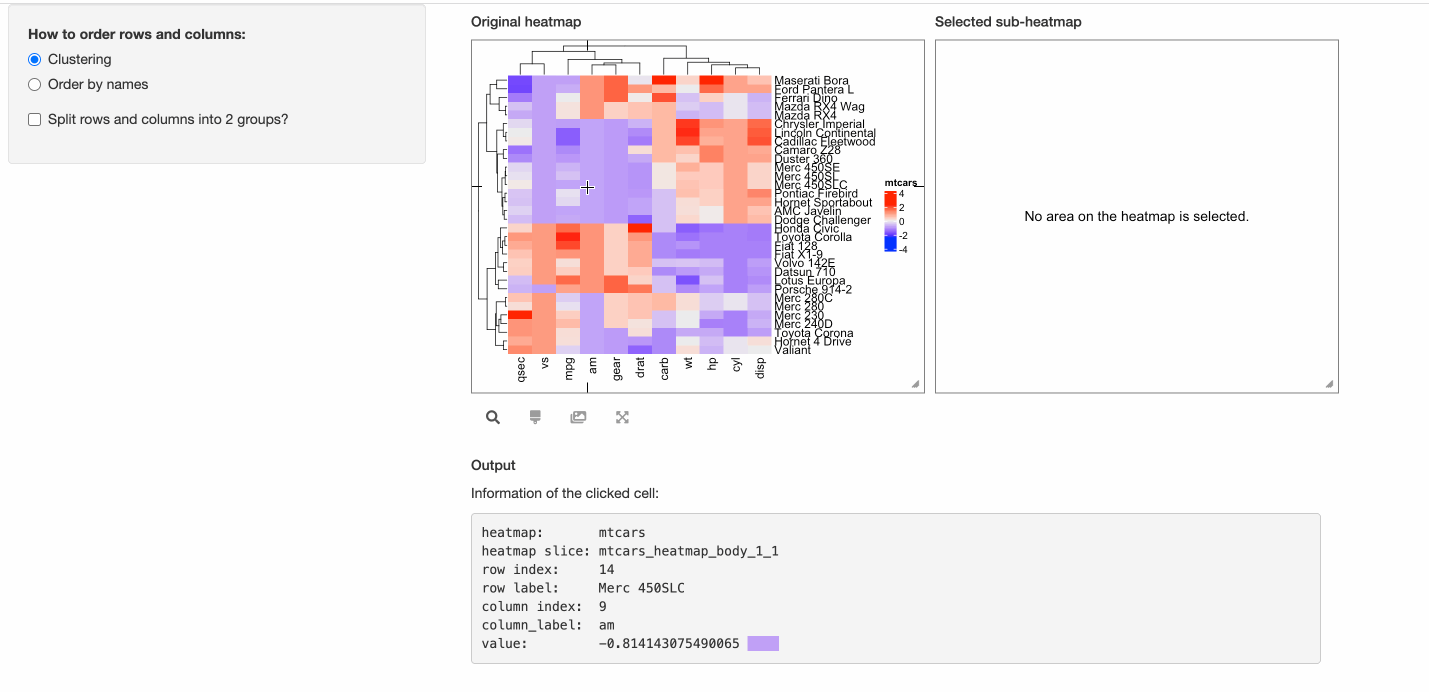 How to order rows and columns:
Clustering
Order by names
Split rows and columns into 2 groups?
Original heatmap
Maserati Bora
Ford Pantera L
Ferrari Dino
Mazda RX4 Wag
Mazda RX4
Chrysler Imperial
Lincoln Continental
Cadillac Fleetwood
Camaro Z28
Duster 360
Merc 450SE
Merc 450SL
Merc 450SLC
Pontiac Firebird
Hornet Sportabout
AMC Javelin
Dodge Challenger
Honda Civic
Toyota Corolla
Fiat 128
Fiat X1-9
Volvo 142E
Datsun 710
Lotus Europa
Porsche 914-2
Merc 280C
Merc 280
Merc 230
Merc 240D
Toyota Corona
Hornet 4 Drive
Valiant
qsec
vs
mpg
am
gear
drat
carb
wt
hp
cyl
disp
mtcars
4
2
0
-2
-4
Selected sub-heatmap
No area on the heatmap is selected.
Output
Information of the clicked cell:
heatmap: mtcars
heatmap slice: mtcars_heatmap_body_1_1
row index: 14
row label: Merc 450SLC
column index: 9
column_label: am
value: -0.814143075490065